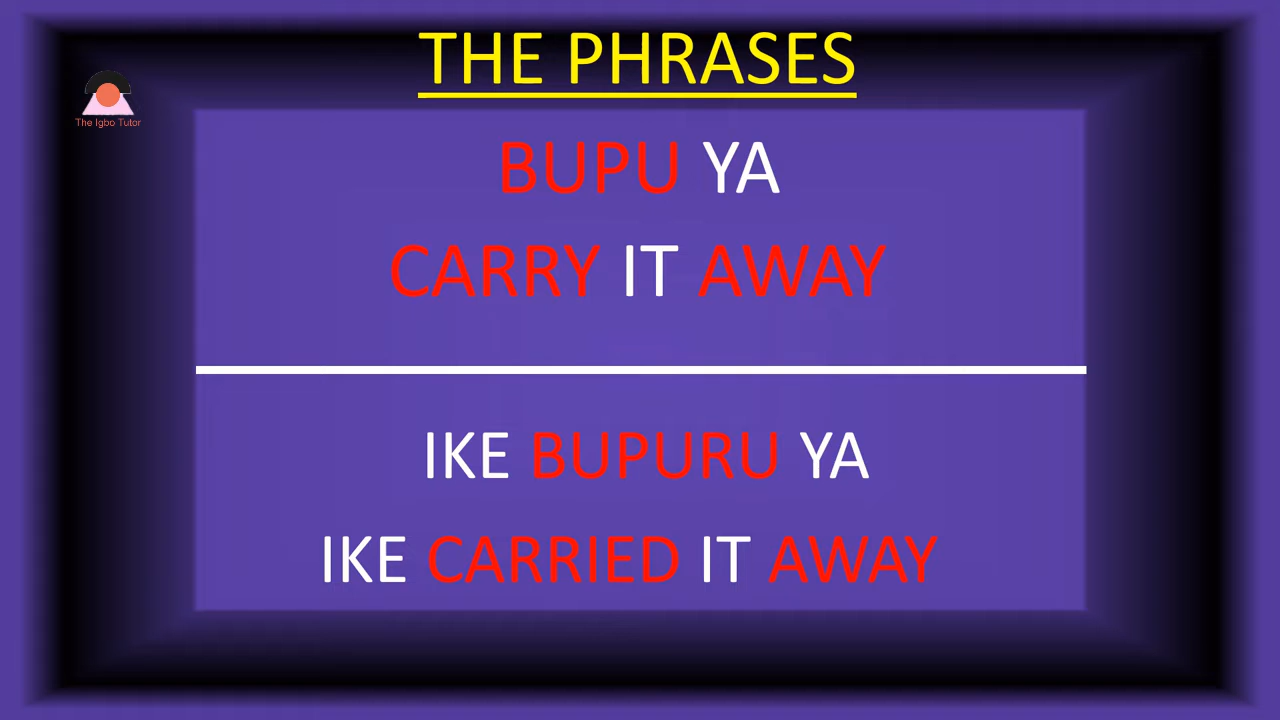 THE PHRASES
The Igbo Tutor
BUPU YA
CARRY IT AWAY
IKE BUPURU YA
IKE CARRIED IT AWAY